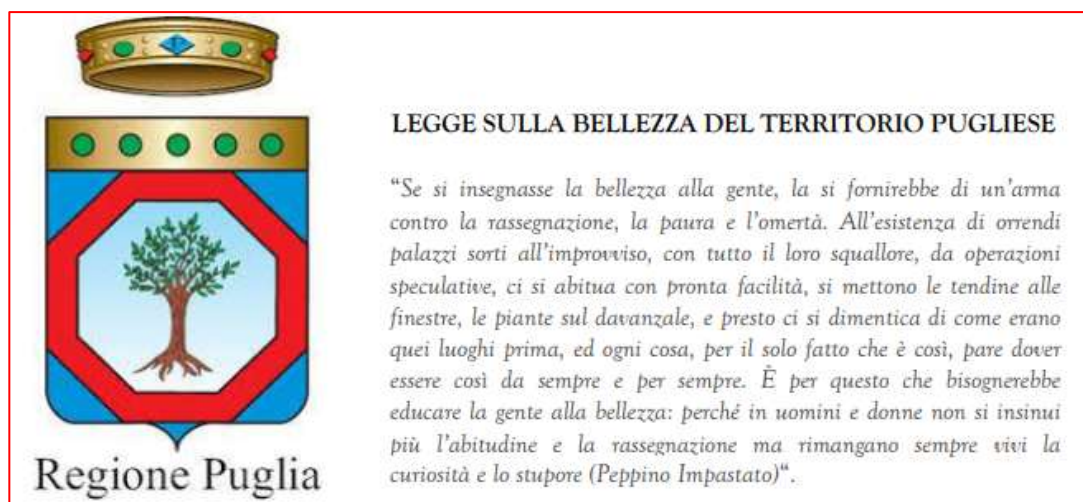 LEGGE SULLA BELLEZZA DEL TERRITORIO PUGLIESE
“Se si insegnasse la bellezza alla gente, la si fornirebbe di un’arma
contro la rassegnazione, la paura e l’omertà. All’esistenza di orrendi
palazzi sorti all’improvviso, con tutto il loro squallore, da operazioni
speculative, ci si abitua con pronta facilità, si mettono le tendine alle
finestre, le piante sul davanzale, e presto ci si dimentica di come erano
quei luoghi prima, ed ogni cosa, per il solo fatto che è così, pare dover
essere così da sempre e per sempre. È per questo che bisognerebbe
educare la gente alla bellezza: perché in uomini e donne non si insinui
più l’abitudine e la rassegnazione ma rimangano sempre vivi la
curiosità e lo stupore (Peppino Impastato)“.
Regione Puglia